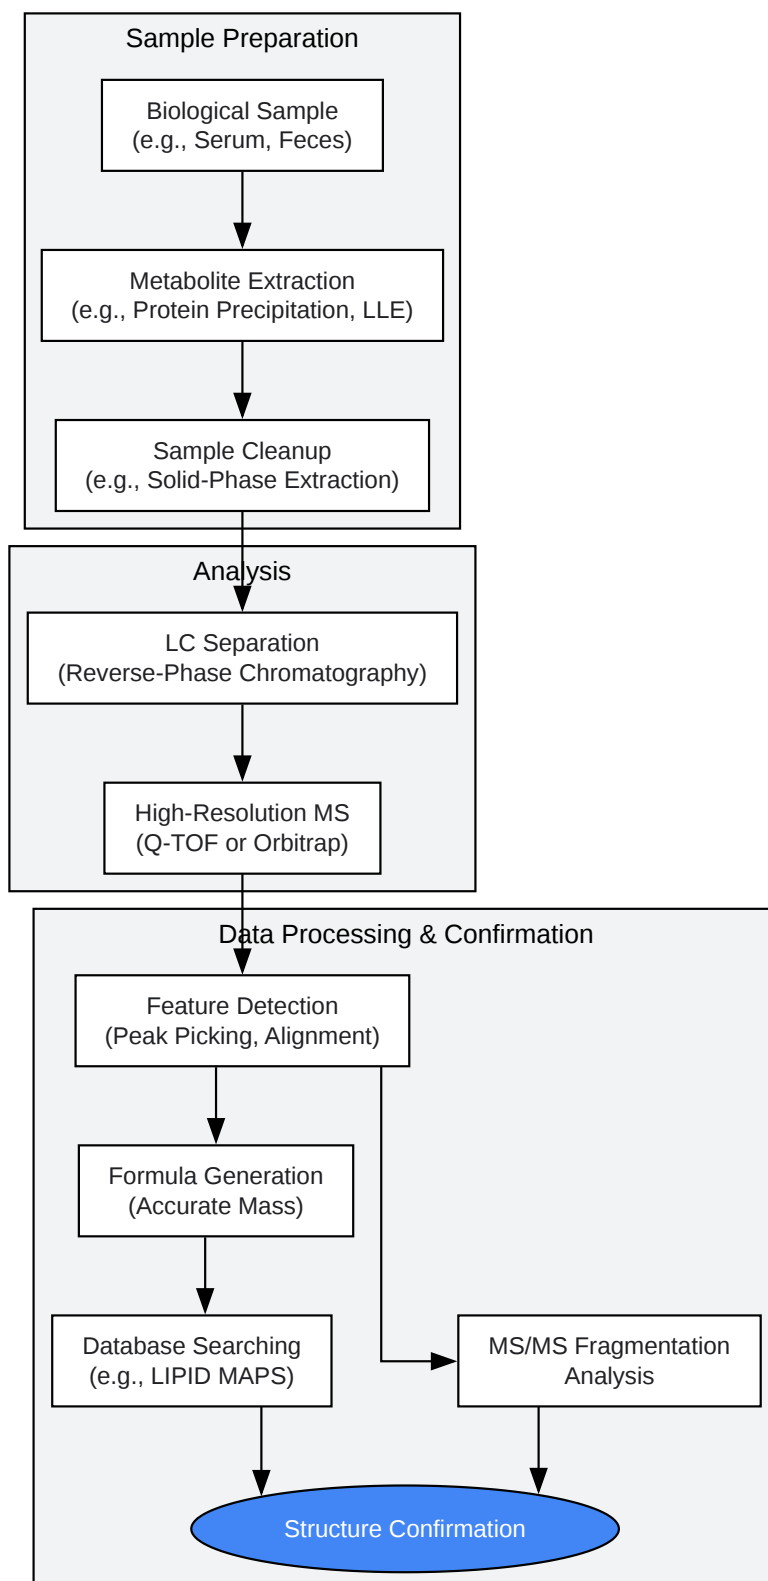 Sample Preparation
Biological Sample
(e.g., Serum, Feces)
Metabolite Extraction
(e.g., Protein Precipitation, LLE)
Sample Cleanup
(e.g., Solid-Phase Extraction)
Analysis
LC Separation
(Reverse-Phase Chromatography)
High-Resolution MS
(Q-TOF or Orbitrap)
Data Processing & Confirmation
Feature Detection
(Peak Picking, Alignment)
Formula Generation
(Accurate Mass)
Database Searching
(e.g., LIPID MAPS)
MS/MS Fragmentation
Analysis
Structure Confirmation